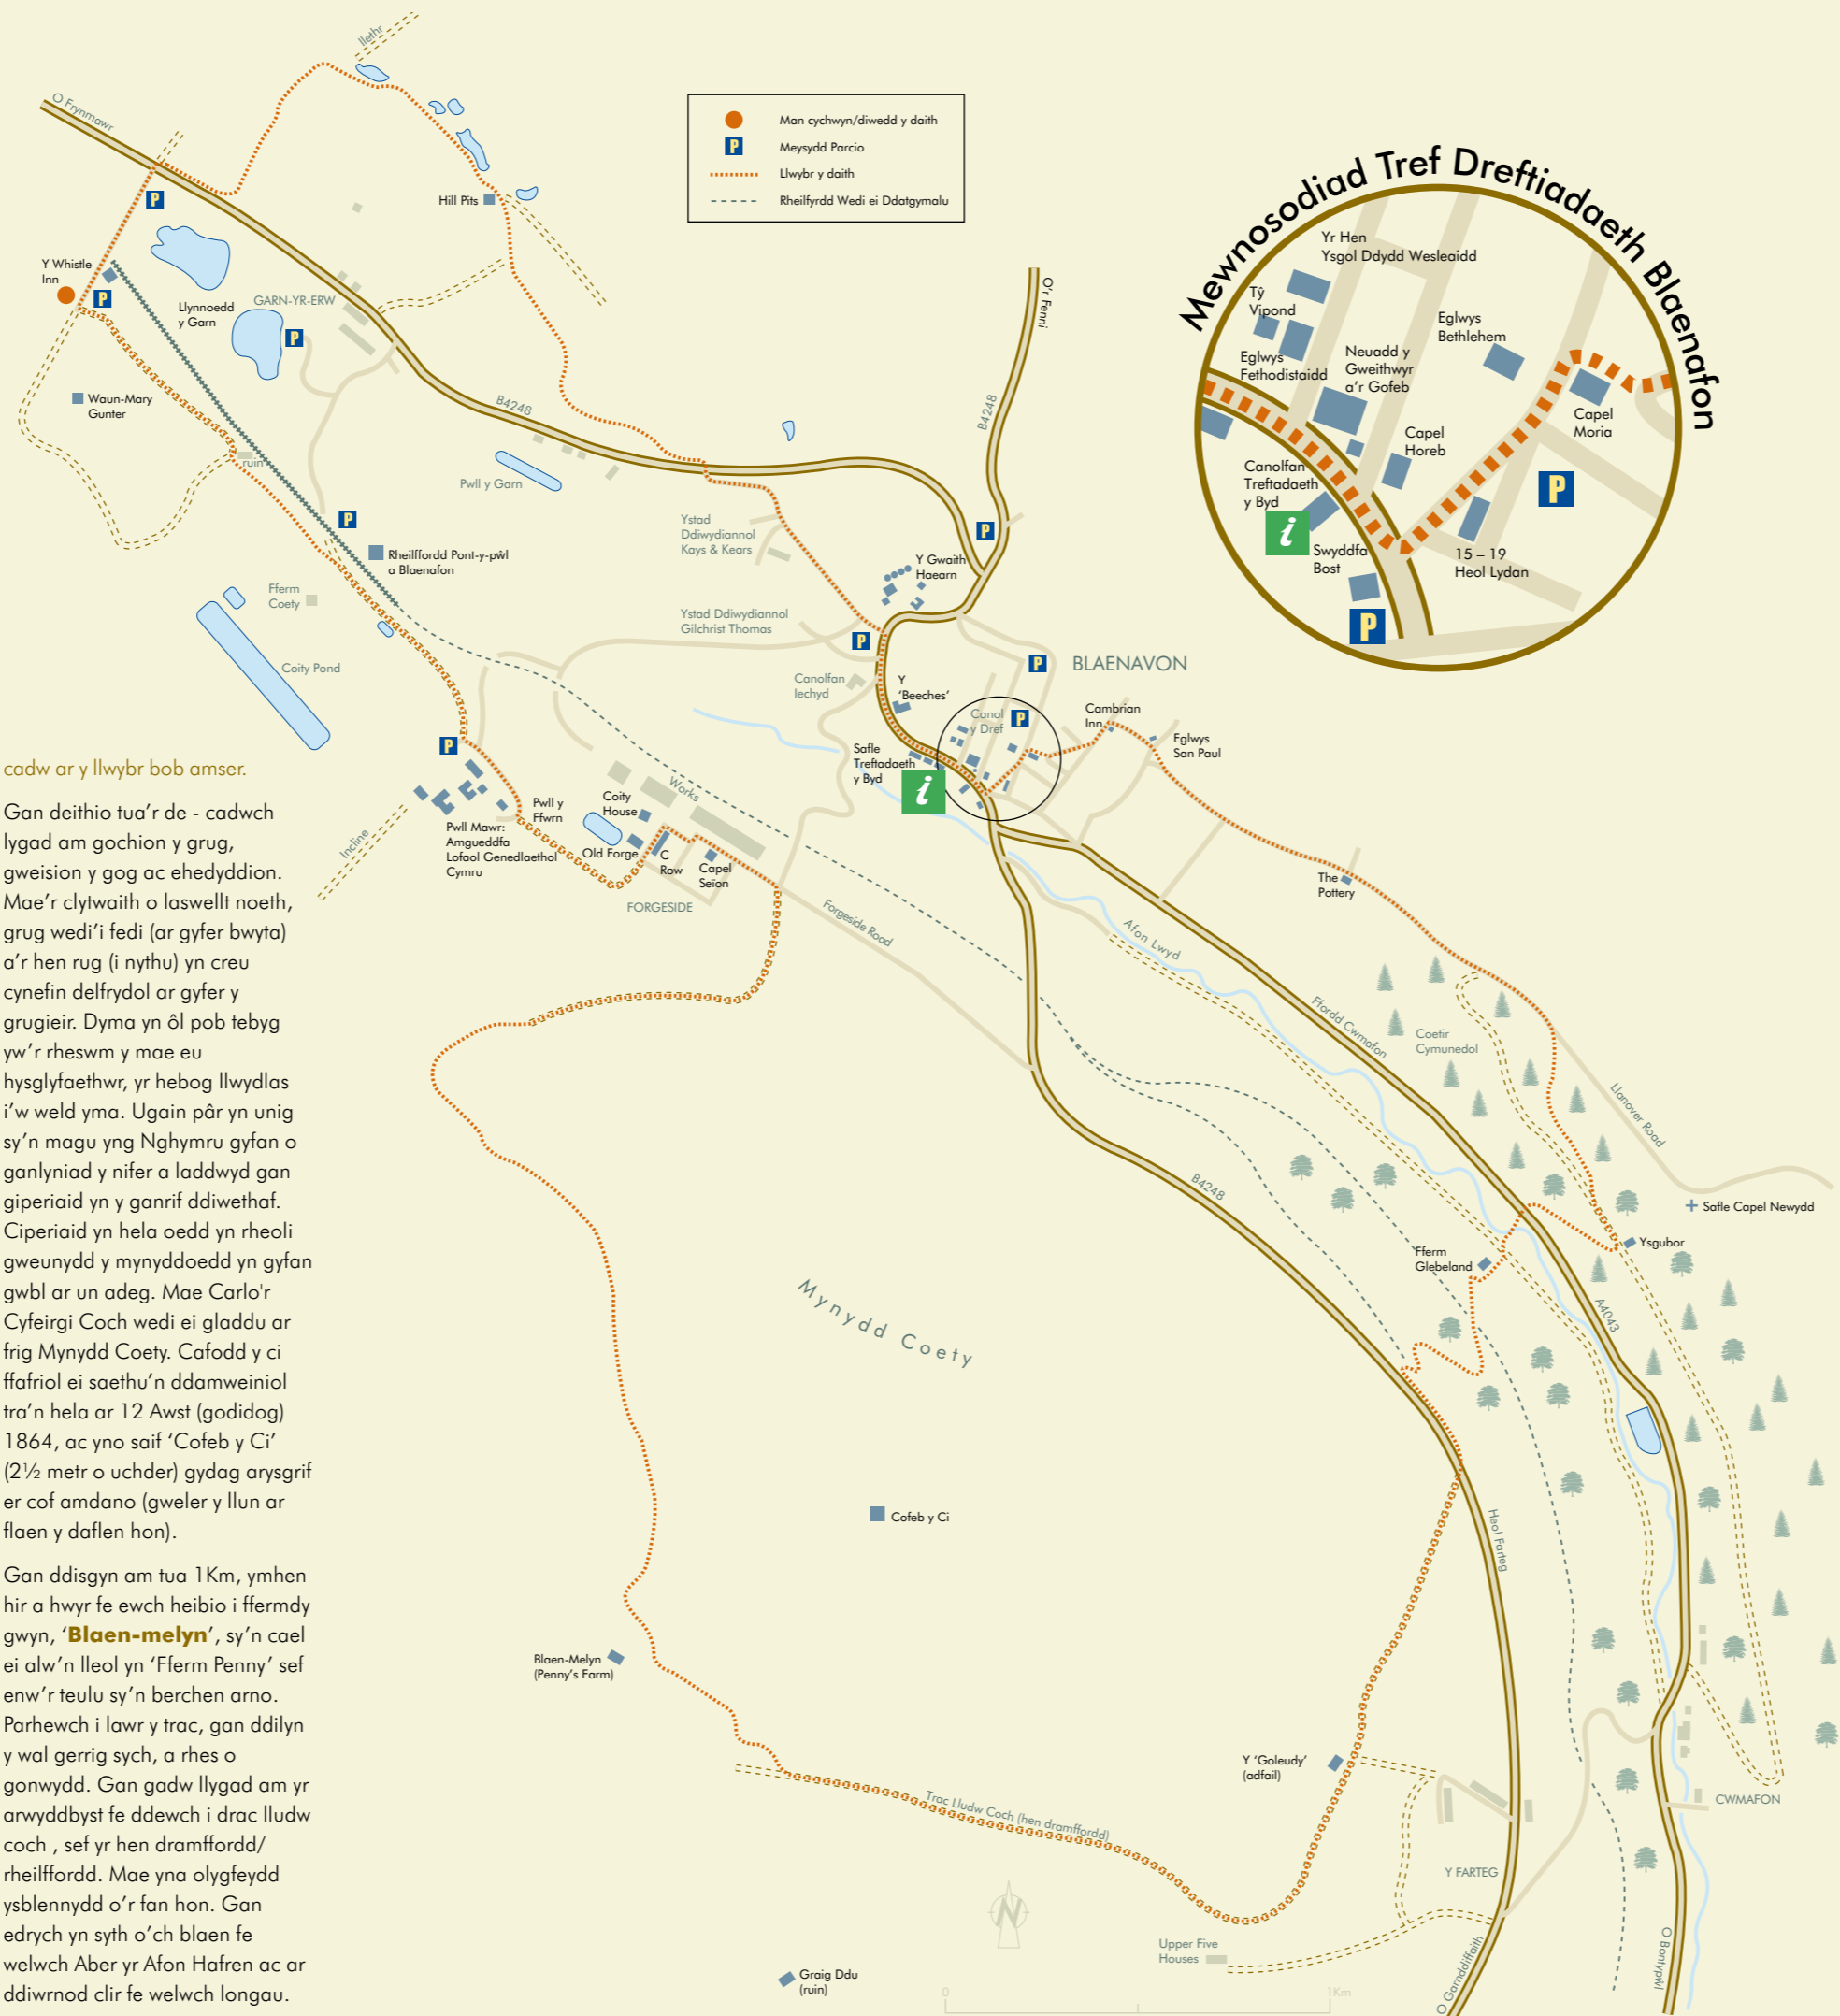 cadw ar y llwybr bob amser.
Gan deithio tua’r de - cadwch
lygad am gochion y grug,
gweision y gog ac ehedyddion.
Mae’r clytwaith o laswellt noeth,
grug wedi’i fedi (ar gyfer bwyta)
a’r hen rug (i nythu) yn creu
cynefin delfrydol ar gyfer y
grugieir. Dyma yn ôl pob tebyg
yw’r rheswm y mae eu
hysglyfaethwr, yr hebog llwydlas
i’w weld yma. Ugain pâr yn unig
sy’n magu yng Nghymru gyfan o
ganlyniad y nifer a laddwyd gan
giperiaid yn y ganrif ddiwethaf.
Ciperiaid yn hela oedd yn rheoli
gweunydd y mynyddoedd yn gyfan
gwbl ar un adeg. Mae Carlo'r
Cyfeirgi Coch wedi ei gladdu ar
frig Mynydd Coety. Cafodd y ci
ffafriol ei saethu’n ddamweiniol
tra’n hela ar 12 Awst (godidog)
1864, ac yno saif ‘Cofeb y Ci’
(2½ metr o uchder) gydag arysgrif
er cof amdano (gweler y llun ar
flaen y daflen hon).
Gan ddisgyn am tua 1Km, ymhen
hir a hwyr fe ewch heibio i ffermdy
gwyn, ‘Blaen-melyn’, sy’n cael
ei alw’n lleol yn ‘Fferm Penny’ sef
enw’r teulu sy’n berchen arno.
Parhewch i lawr y trac, gan ddilyn
y wal gerrig sych, a rhes o
gonwydd. Gan gadw llygad am yr
arwyddbyst fe ddewch i drac lludw
coch , sef yr hen dramffordd/
rheilffordd. Mae yna olygfeydd
ysblennydd o’r fan hon. Gan
edrych yn syth o’ch blaen fe
welwch Aber yr Afon Hafren ac ar
ddiwrnod clir fe welwch longau.
Man cychwyn/diwedd y daith
P
Meysydd Parcio
Llwybr y daith
Rheilfyrdd Wedi ei Ddatgymalu
Mewnosodiad Tref Dreftiadaeth Blaenafon
Yr Hen
Ysgol Ddydd Wesleaidd
Tŷ
Vipond
Eglwys
Bethlehem
Eglwys
Fethodistaidd
Neuadd y
Gweithwyr
a’r Gofeb
Capel
Moria
Capel
Horeb
Canolfan
Treftadaeth
y Byd
i
P
Swyddfa
Bost
15 – 19
Heol Lydan
P
llethr
O Frynmawr
P
Hill Pits
Y Whistle
Inn
P
Llynnoedd
y Garn
GARN-YR-ERW
P
O'r Fenni
Waun-Mary
Gunter
B4248
B4248
ruin
Pwll y Garn
P
Rheilffordd Pont-y-pŵl
a Blaenafon
Ystad
Ddiwydiannol
Kays & Kears
P
Y Gwaith
Haearn
Fferm
Coety
Ystad Ddiwydiannol
Gilchrist Thomas
P
Coity Pond
P
BLAENAVON
Canolfan
Iechyd
Y
‘Beeches’
Canol
y Dref
P
Cambrian
Inn
Eglwys
San Paul
P
Safle
Treftadaeth
y Byd
i
Incline
Pwll Mawr:
Amgueddfa
Lofaol Genedlaethol
Cymru
Pwll y
Ffwrn
Coity
House
Works
Old Forge
C
Row
Capel
Seïon
FORGESIDE
Forgeside Road
The
Pottery
Afon Lwyd
Ffordd Cwmafon
Coetir
Cymunedol
Llanover Road
B4248
Safle Capel Newydd
Ysgubor
Fferm
Glebeland
A4043
Mynydd Coety
Cofeb y Ci
Heol Farteg
Blaen-Melyn
(Penny’s Farm)
Y ‘Goleudy’
(adfail)
Trac Lludw Coch (hen dramffordd)
CWMAFON
Y FARTEG
N
Upper Five
Houses
Graig Ddu
(ruin)
0
1Km
O Garnddiffaith
O Bontypŵl